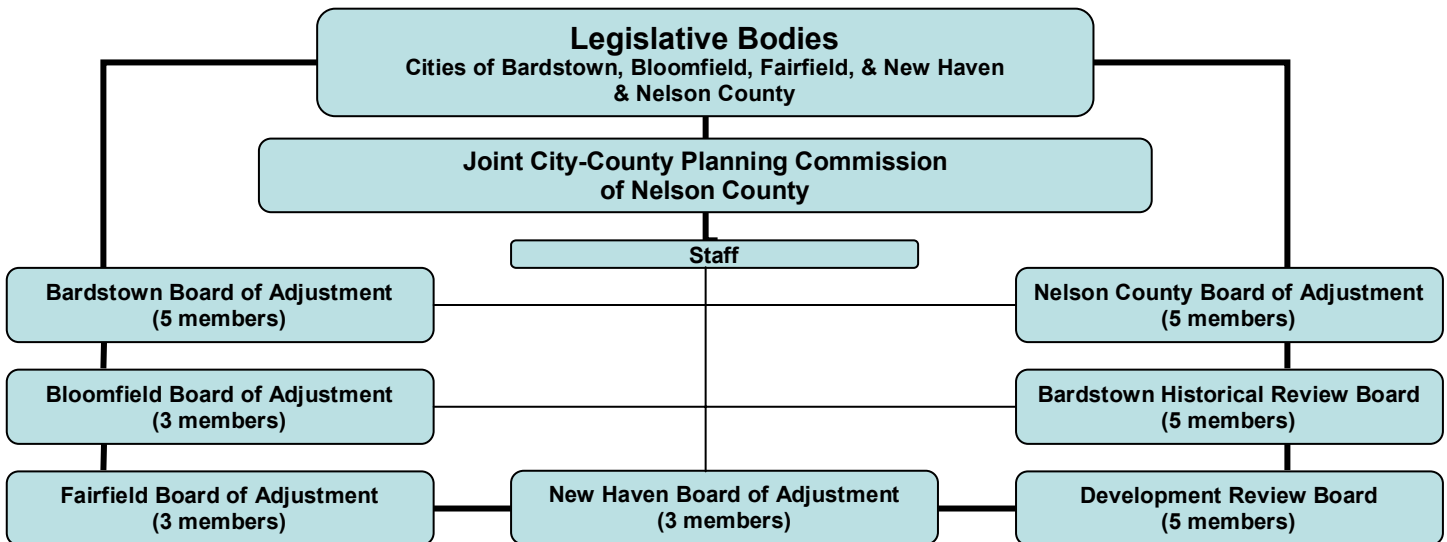 Legislative Bodies
Cities of Bardstown, Bloomfield, Fairfield, & New Haven
& Nelson County
Joint City-County Planning Commission
of Nelson County
Staff
Bardstown Board of Adjustment
(5 members)
Nelson County Board of Adjustment
(5 members)
Bloomfield Board of Adjustment
(3 members)
Bardstown Historical Review Board
(5 members)
Fairfield Board of Adjustment
(3 members)
New Haven Board of Adjustment
(3 members)
Development Review Board
(5 members)